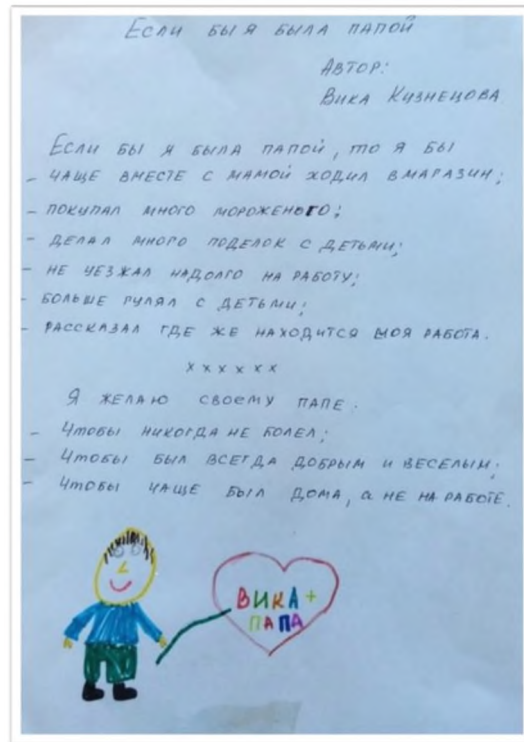 Если бы я была папой
Автор:
Вика Кузнецова
Если бы я была папой, то я бы
- чаще вместе с мамой ходил в магазин;
- покупал много мороженого;
- делал много поделок с детьми;
- не уезжал надолго на работу;
- больше гулял с детьми;
- рассказал где же находится моя работа.
х х х х х х
Я желаю своему папе:
- Чтобы никогда не болел;
- Чтобы был всегда добрым и веселым;
- Чтобы чаще был дома, а не на работе.
ВИКА +
ПАПА